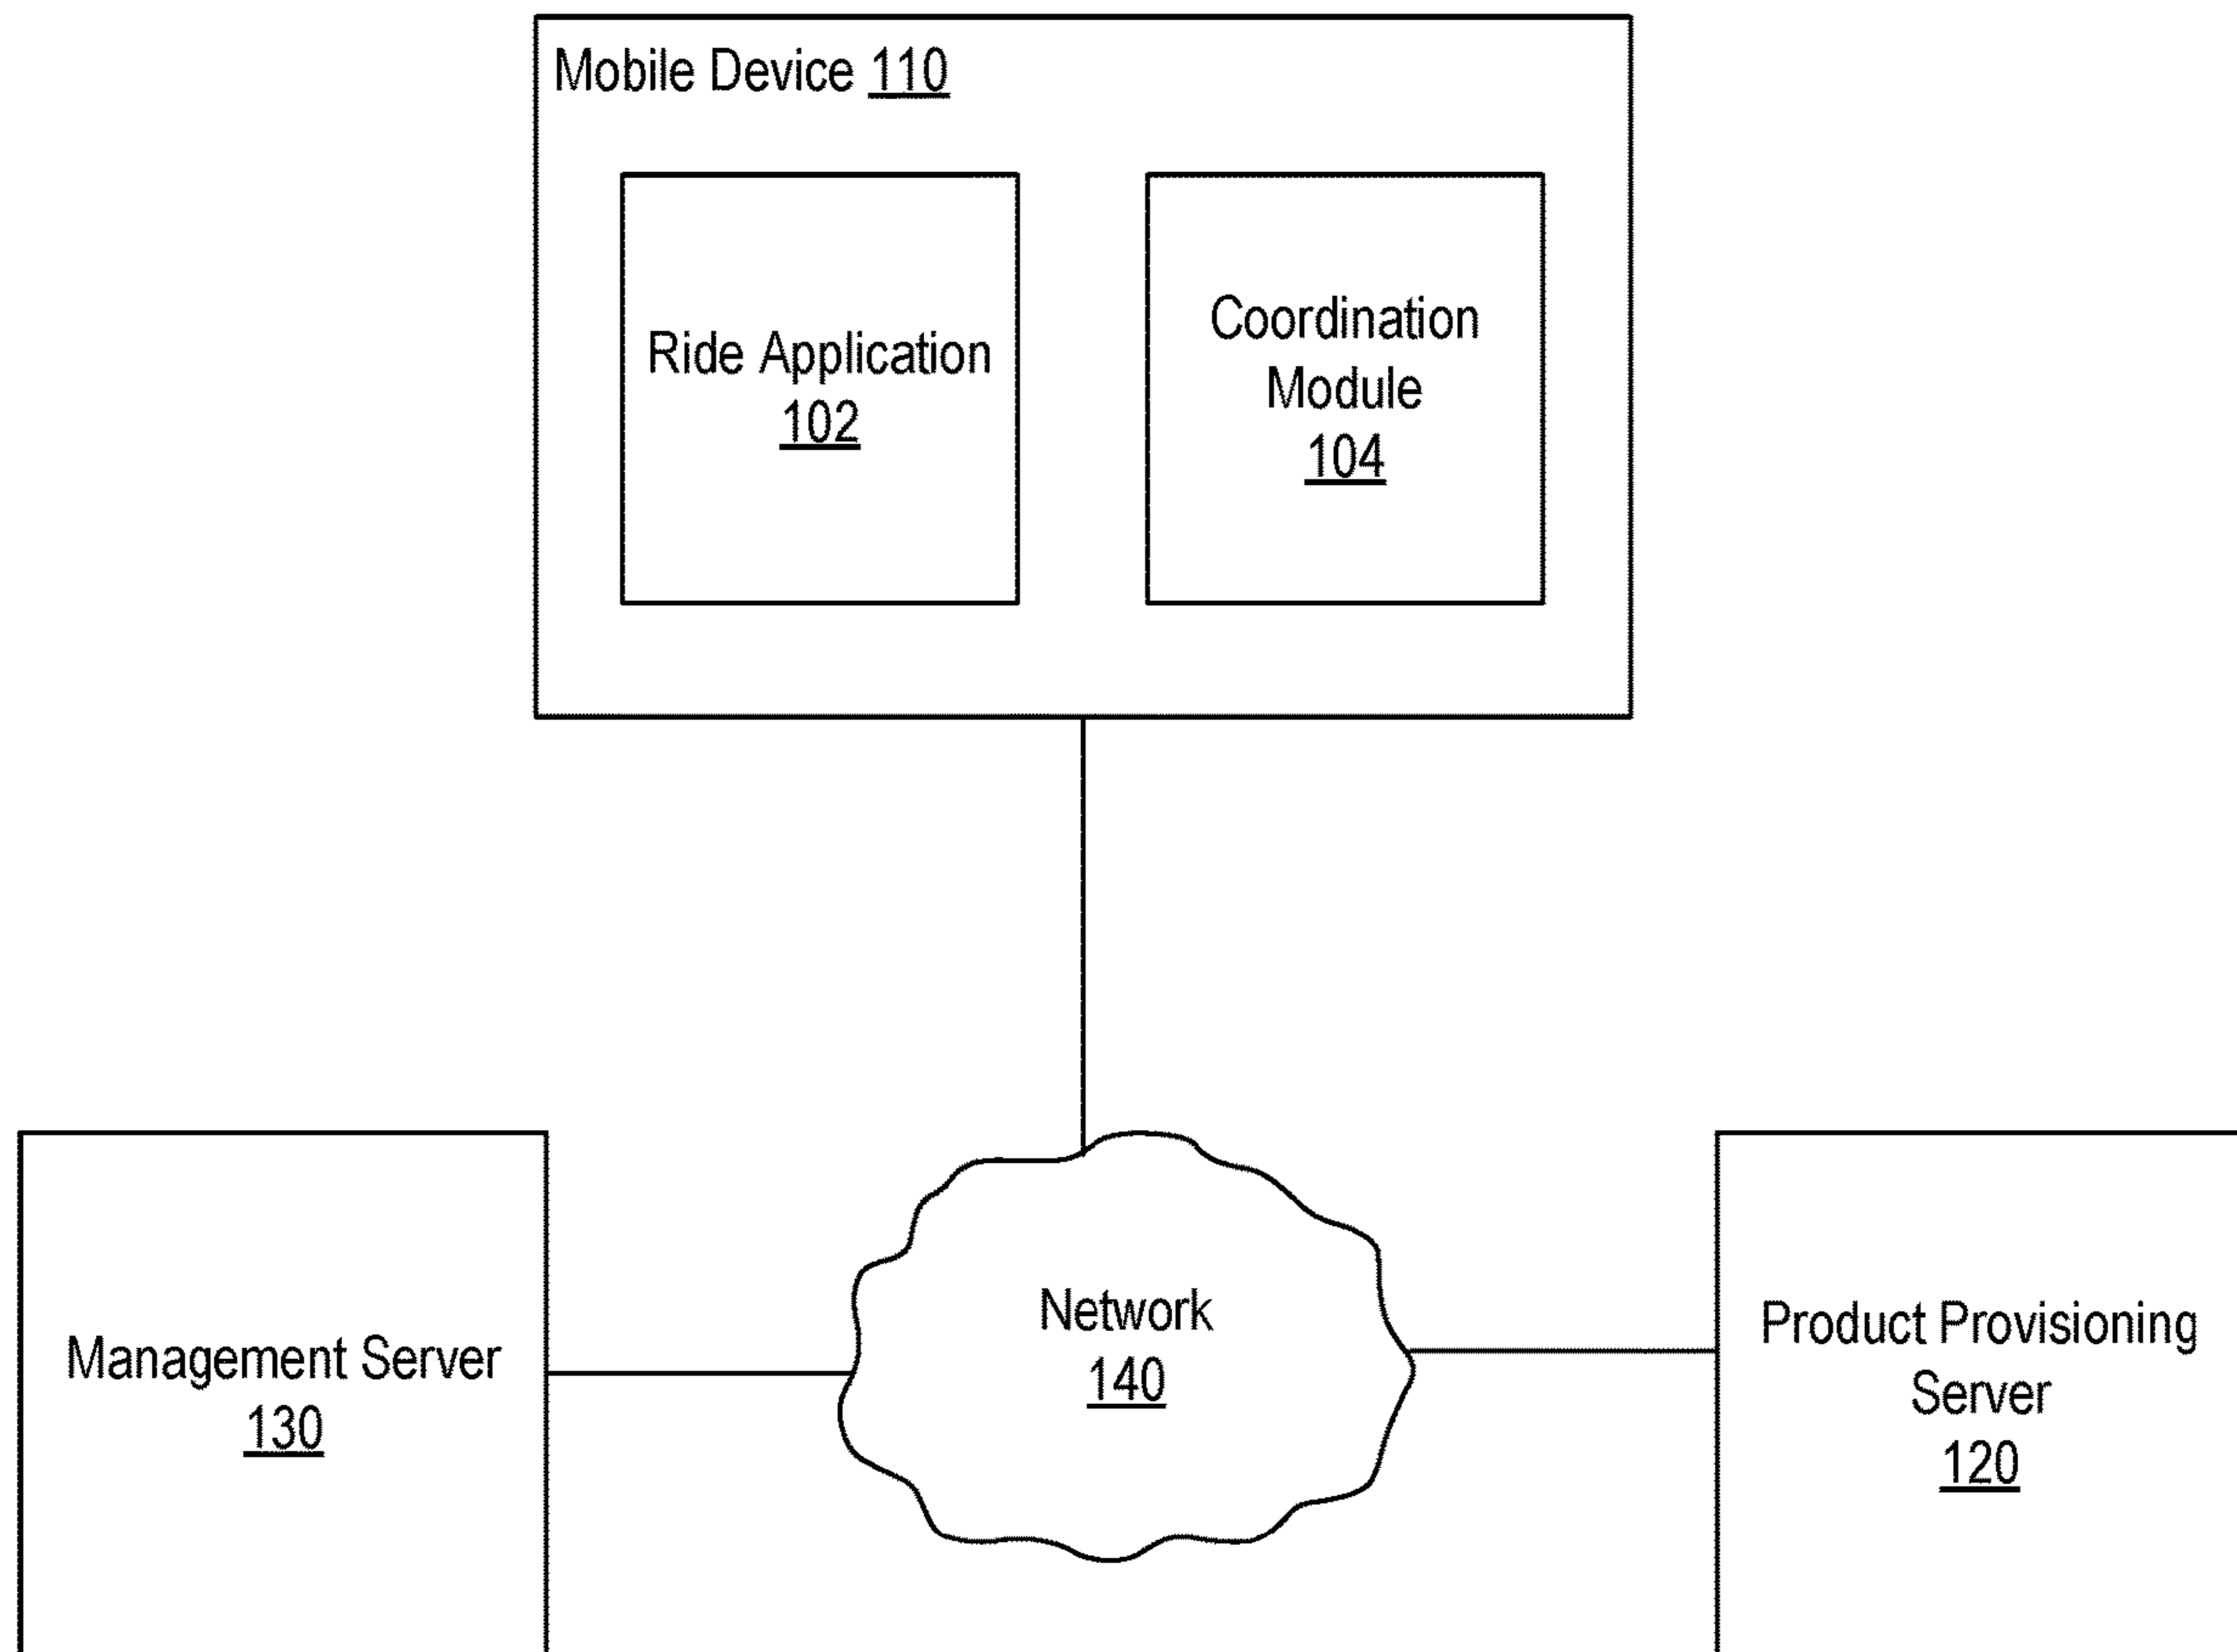 Mobile Device 110
Ride Application
102
Coordination
Module
104
Network
140
Management Server
130
Product Provisioning
Server
120